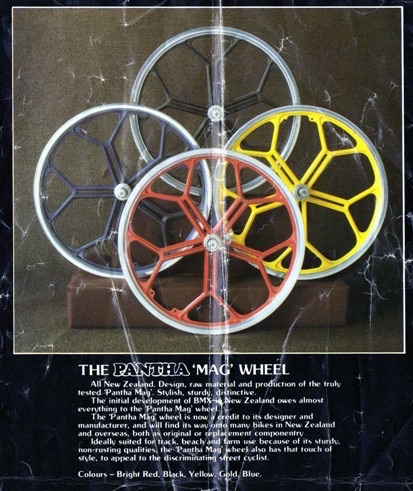 THE PANTHA 'MAG' WHEEL
All New Zealand. Design, raw material and production of the truly
tested 'Pantha Mag'. Stylish, sturdy, distinctive.
The initial development of BMX in New Zealand owes almost
everything to the 'Pantha Mag' wheel.
The 'Pantha Mag' wheel is now a credit to its designer and
manufacturer, and will find its way onto many bikes in New Zealand
and overseas, both as original or replacement componentry.
Ideally suited for track, beach and farm use because of its sturdy,
non-rusting qualities, the 'Pantha Mag' wheel also has that touch of
style, to appeal to the discriminating street cyclist.
Colours – Bright Red, Black, Yellow, Gold, Blue.